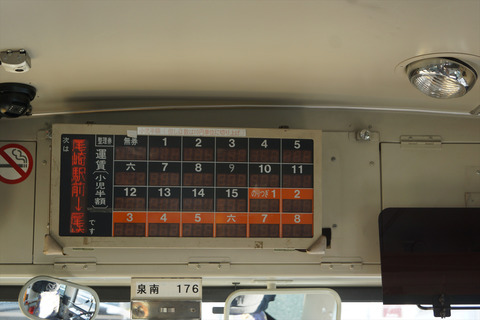 次は 尾崎駅前→尾 です
整理券
運賃(小児半額)
無券 1 2 3 4 5
六 7 8 9 10 11
12 13 14 15 1 2
3 4 5 六 7 8
泉南 176